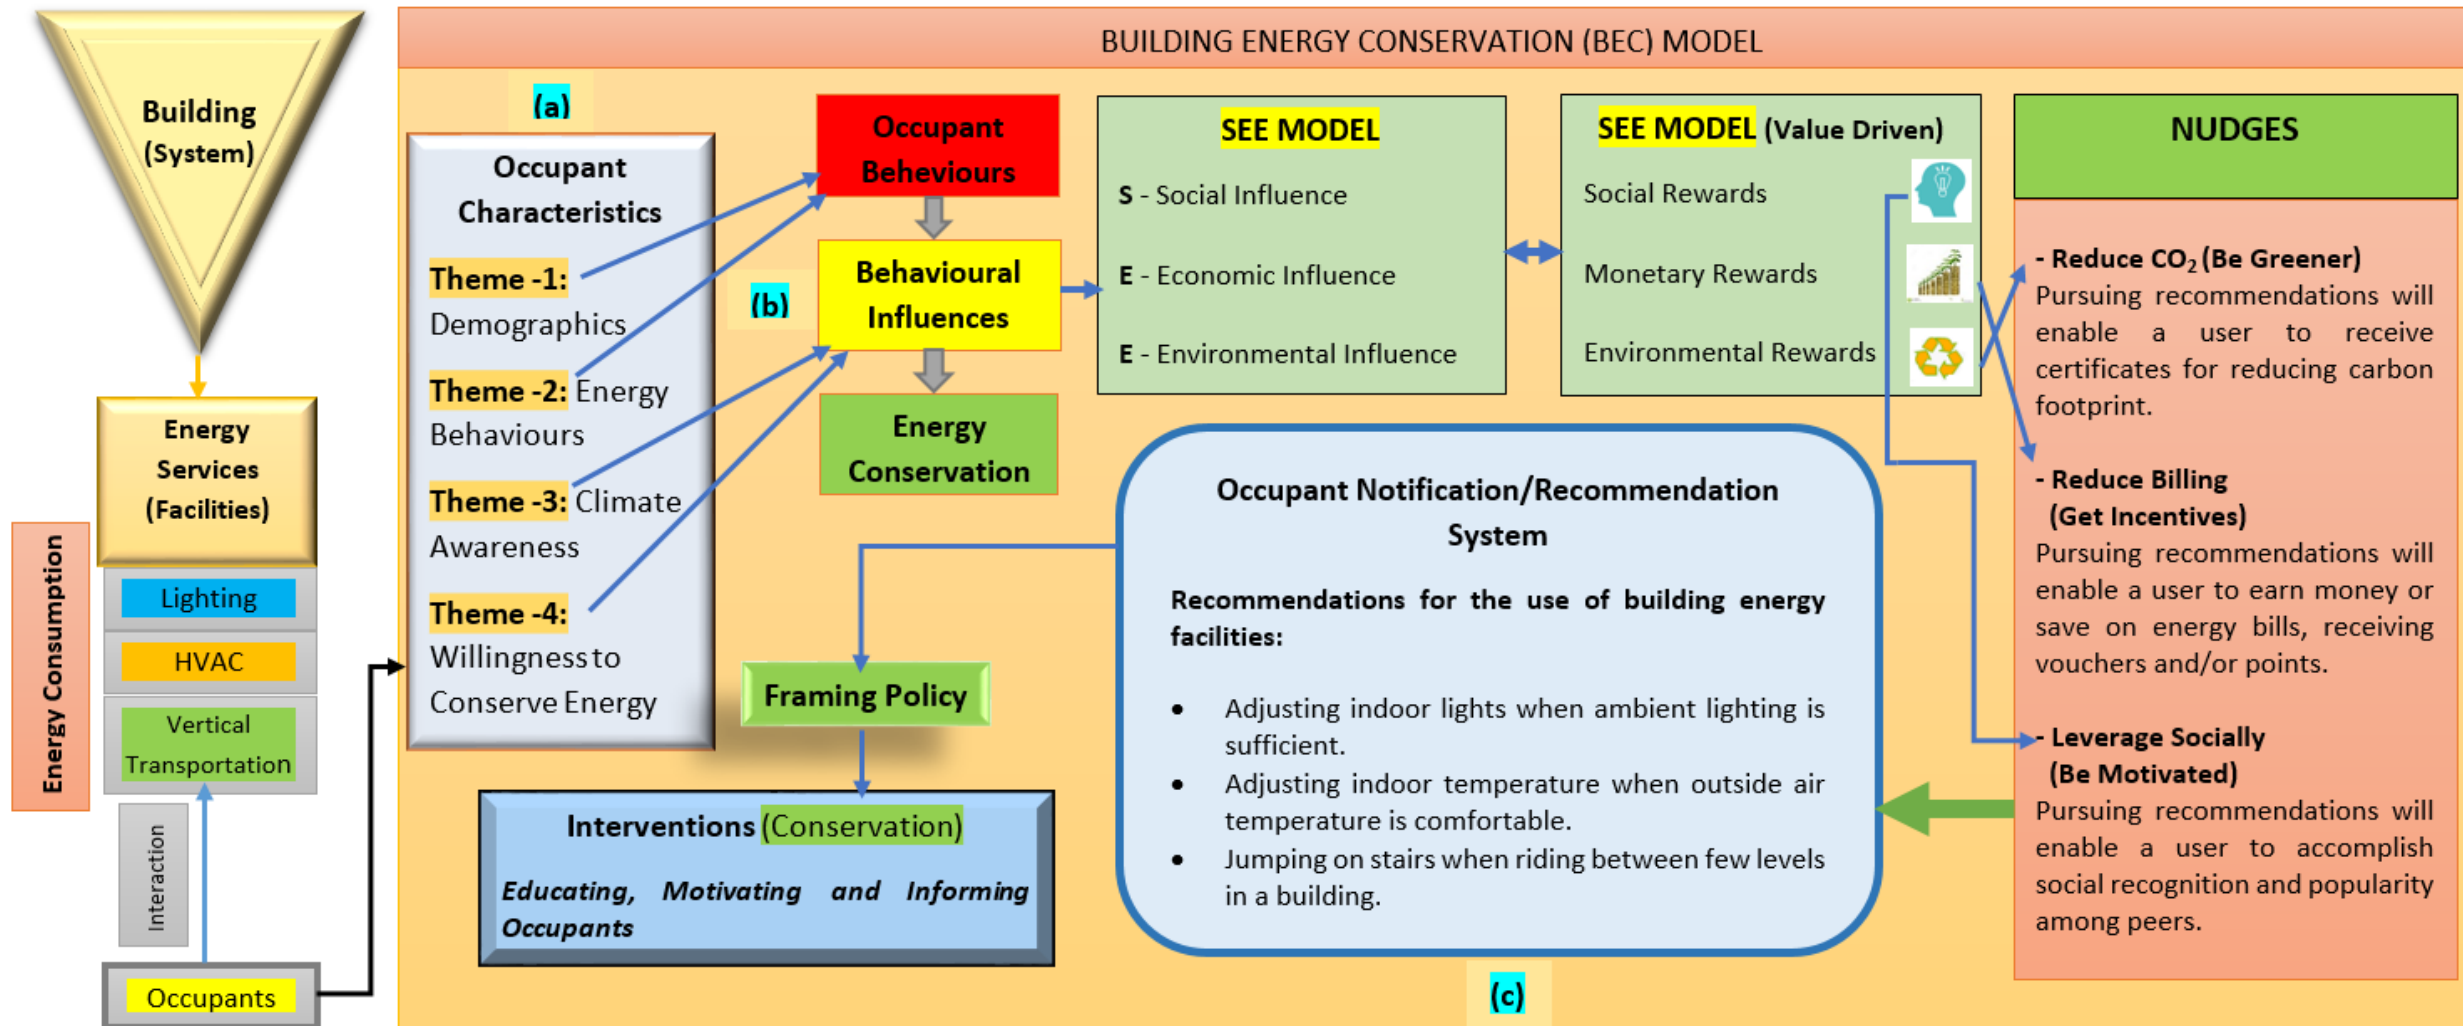 BUILDING ENERGY CONSERVATION (BEC) MODEL
Building
(System)
Energy
Services
(Facilities)
Energy Consumption
Lighting
HVAC
Vertical
Transportation
Interaction
Occupants
(a)
Occupant
Characteristics
Theme -1:
Demographics
Theme -2: Energy
Behaviours
Theme -3: Climate
Awareness
Theme -4:
Willingness to
Conserve Energy
Occupant
Beheviours
(b)
Behavioural
Influences
Energy
Conservation
SEE MODEL
S - Social Influence
E - Economic Influence
E - Environmental Influence
SEE MODEL (Value Driven)
Social Rewards
Monetary Rewards
Environmental Rewards
NUDGES
- Reduce CO₂ (Be Greener)
Pursuing recommendations will
enable a user to receive
certificates for reducing carbon
footprint.
- Reduce Billing
(Get Incentives)
Pursuing recommendations will
enable a user to earn money or
save on energy bills, receiving
vouchers and/or points.
- Leverage Socially
(Be Motivated)
Pursuing recommendations will
enable a user to accomplish
social recognition and popularity
among peers.
Occupant Notification/Recommendation
System
Recommendations for the use of building energy
facilities:
• Adjusting indoor lights when ambient lighting is
sufficient.
• Adjusting indoor temperature when outside air
temperature is comfortable.
• Jumping on stairs when riding between few levels
in a building.
(c)
Framing Policy
Interventions (Conservation)
Educating, Motivating and Informing
Occupants